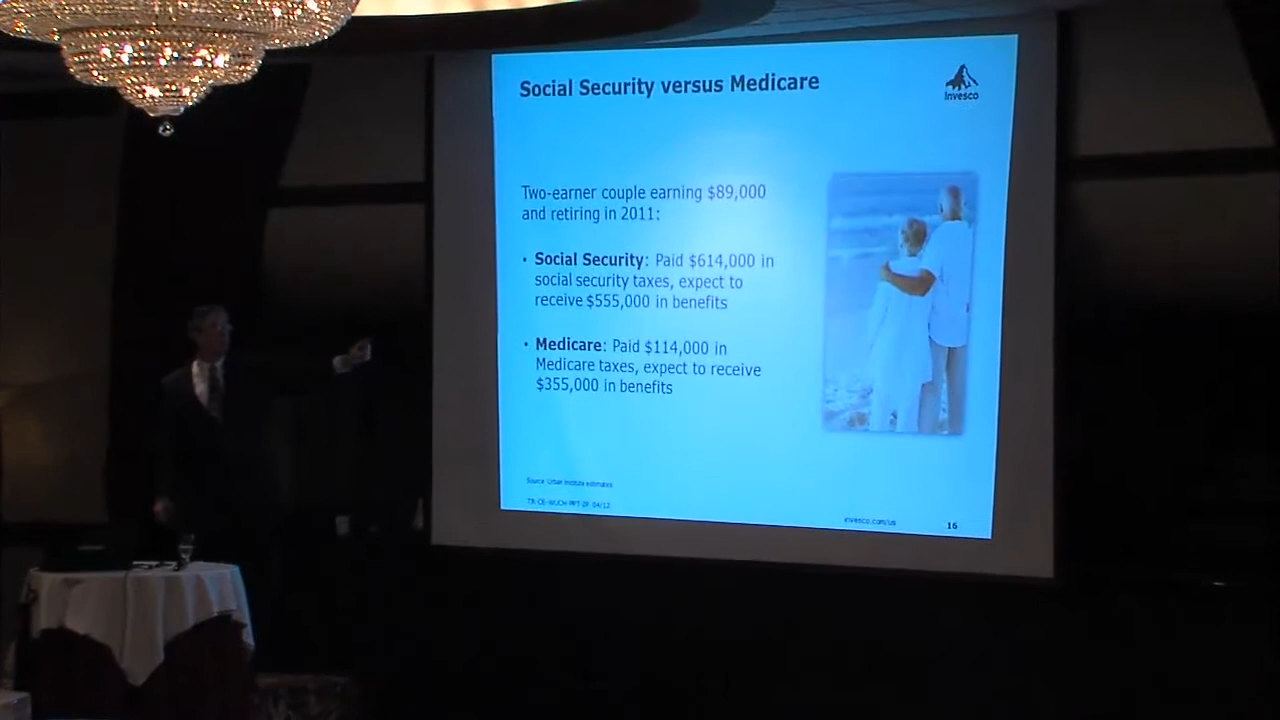 Social Security versus Medicare
Invesco
Two-earner couple earning $89,000
and retiring in 2011:
• Social Security: Paid $614,000 in
social security taxes, expect to
receive $555,000 in benefits
• Medicare: Paid $114,000 in
Medicare taxes, expect to receive
$355,000 in benefits
Source: Urban Institute estimates
invesco.com/us
16